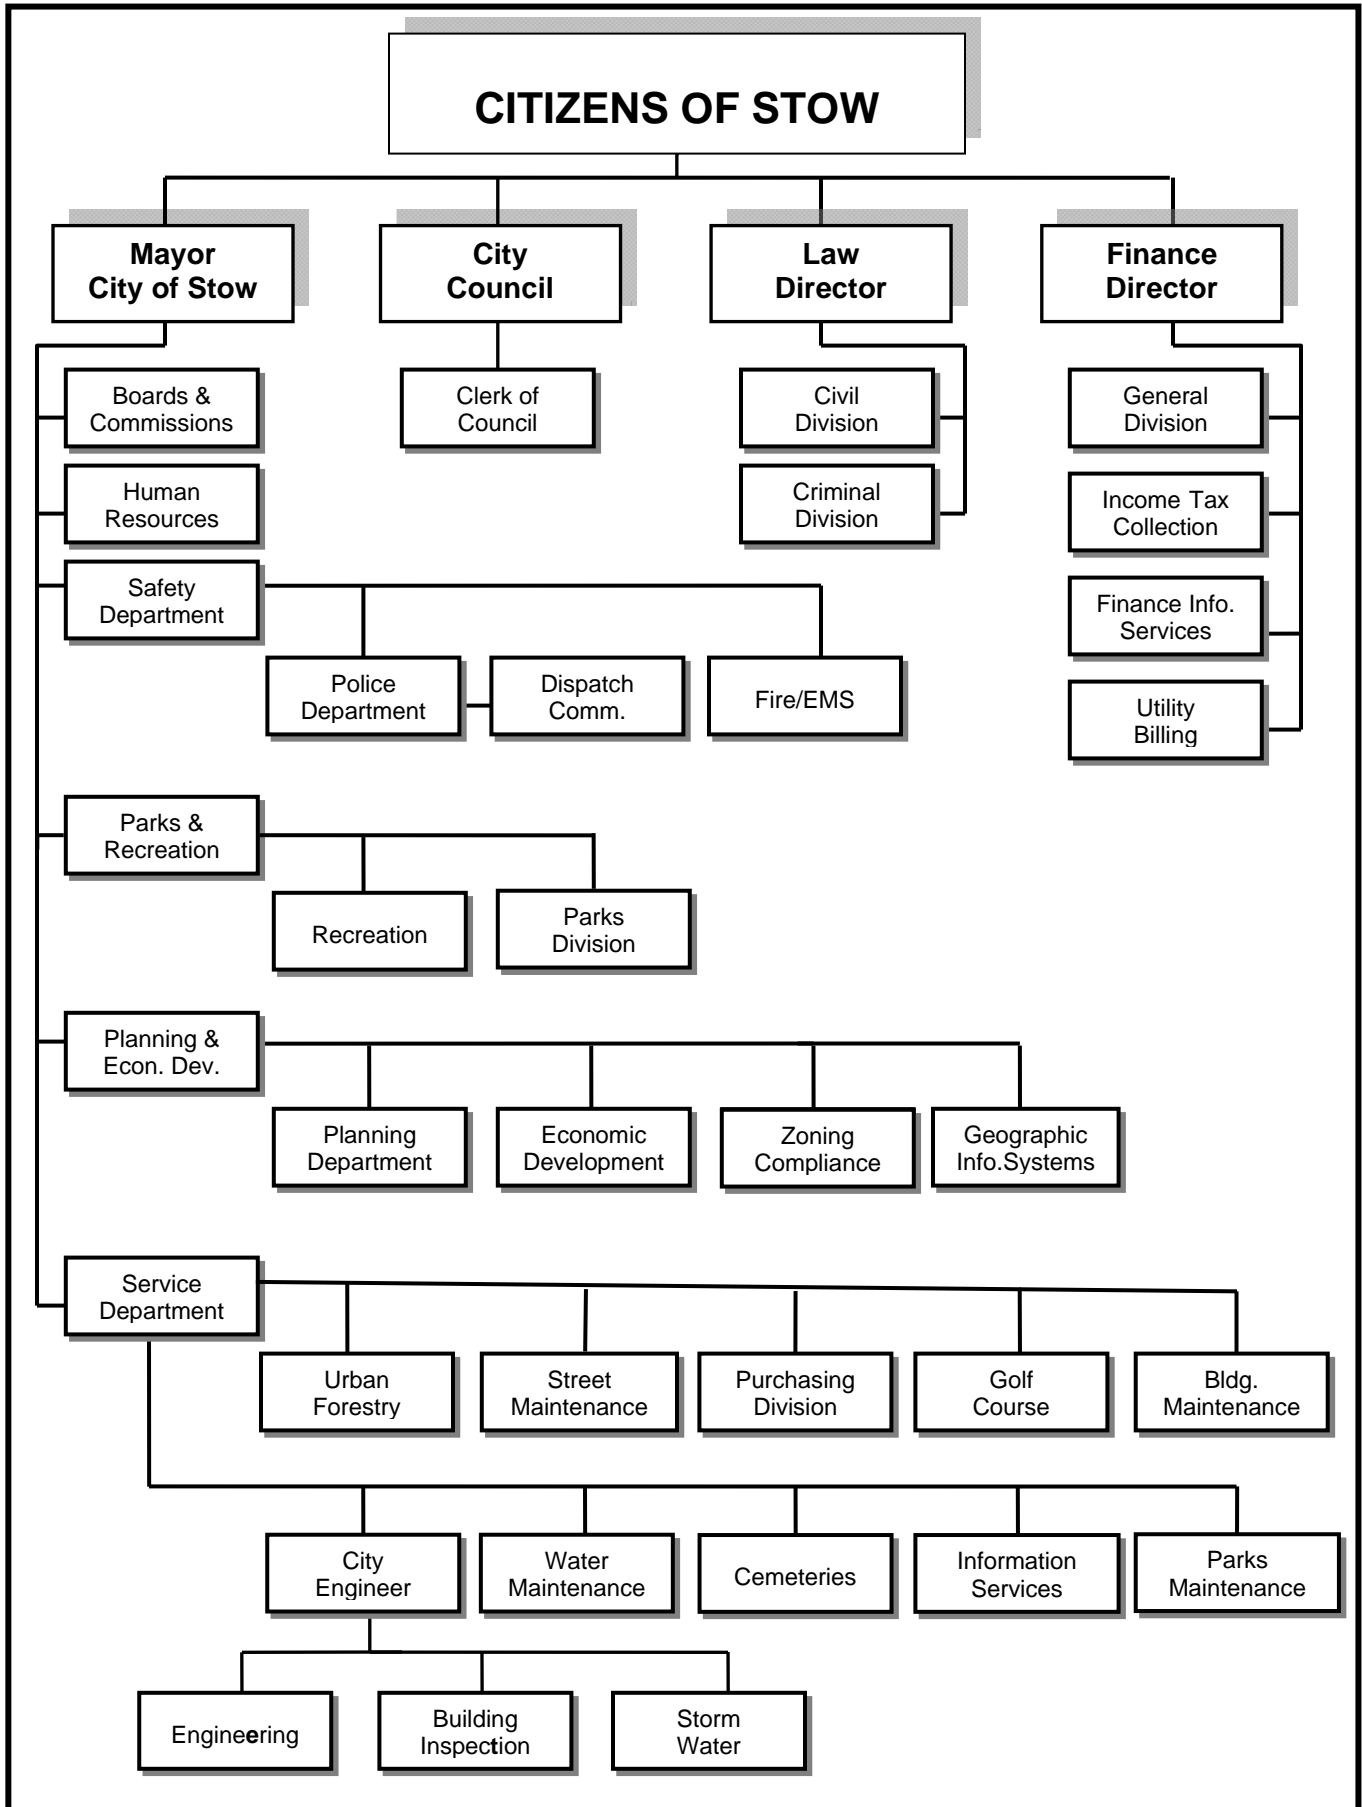 CITIZENS OF STOW
Mayor
City of Stow
City
Council
Law
Director
Finance
Director
Boards &
Commissions
Clerk of
Council
Civil
Division
General
Division
Human
Resources
Criminal
Division
Income Tax
Collection
Safety
Department
Finance Info.
Services
Police
Department
Dispatch
Comm.
Fire/EMS
Utility
Billing
Parks &
Recreation
Recreation
Parks
Division
Planning &
Econ. Dev.
Planning
Department
Economic
Development
Zoning
Compliance
Geographic
Info.Systems
Service
Department
Urban
Forestry
Street
Maintenance
Purchasing
Division
Golf
Course
Bldg.
Maintenance
City
Engineer
Water
Maintenance
Cemeteries
Information
Services
Parks
Maintenance
Engineering
Building
Inspection
Storm
Water